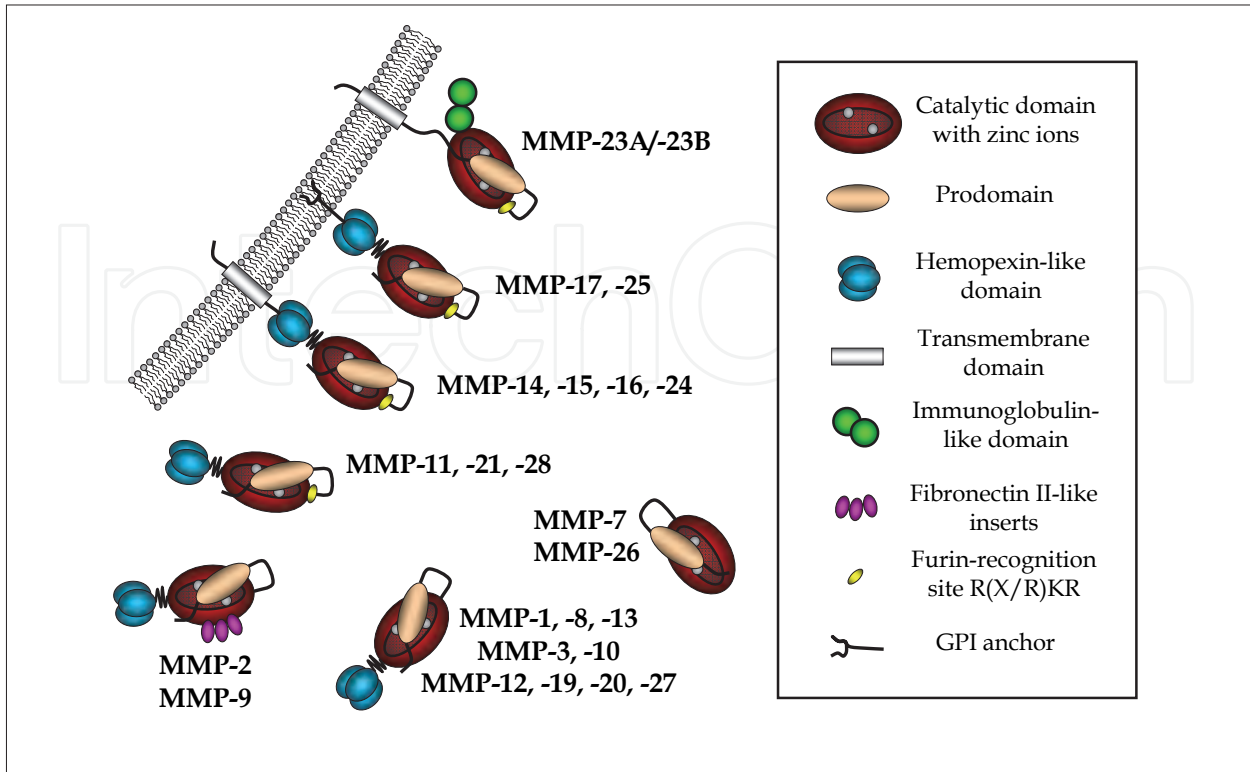 MMP-23A/-23B
MMP-17, -25
MMP-14, -15, -16, -24
MMP-11, -21, -28
MMP-7
MMP-26
MMP-2
MMP-9
MMP-1, -8, -13
MMP-3, -10
MMP-12, -19, -20, -27
Catalytic domain
with zinc ions
Prodomain
Hemopexin-like
domain
Transmembrane
domain
Immunoglobulin-
like domain
Fibronectin II-like
inserts
Furin-recognition
site R(X/R)KR
GPI anchor